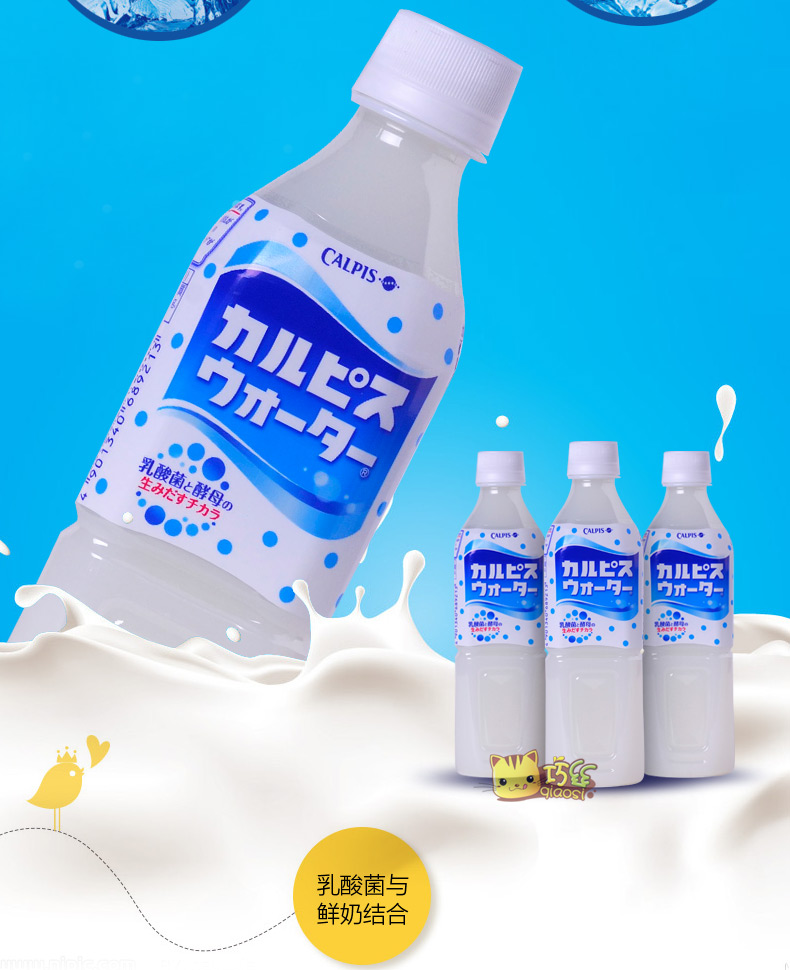 CALPIS
カルピス
ウォーター
®
乳酸菌と酵母の
生みだすチカラ
4 901340 689213
CALPIS
カルピス
ウォーター
乳酸菌と酵母の
生みだすチカラ
CALPIS
カルピス
ウォーター
乳酸菌と酵母の
生みだすチカラ
CALPIS
カルピス
ウォーター
乳酸菌と酵母の
生みだすチカラ
巧丝
qiaosi
乳酸菌与
鲜奶结合